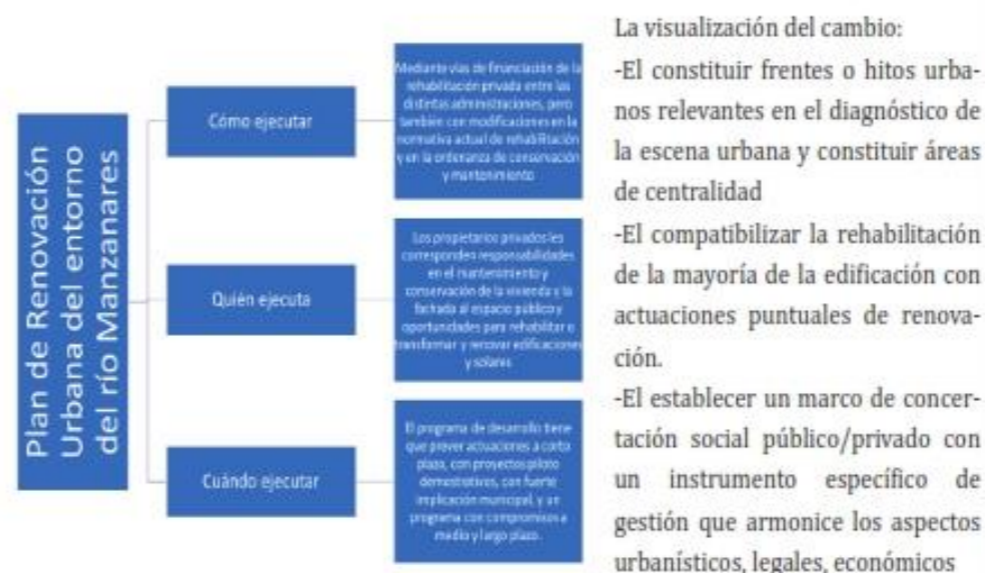 Plan de Renovación
Urbana del entorno
del río Manzanares
Cómo ejecutar
Mediante vías de financiación de la
rehabilitación privada entre las
distintas administraciones, pero
también con modificaciones en la
normativa actual de rehabilitación
y en la ordenanza de conservación
y mantenimiento
Quién ejecuta
Los propietarios privados les
corresponden responsabilidades
en el mantenimiento y
conservación de la vivienda y la
fachada al espacio público y
oportunidades para rehabilitar o
transformar y renovar edificaciones
y solares
Cuándo ejecutar
El programa de desarrollo tiene
que prever actuaciones a corto
plazo, con proyectos piloto
demostrativos, con fuerte
implicación municipal, y un
programa con compromisos a
medio y largo plazo.
La visualización del cambio:
-El constituir frentes o hitos urba-
nos relevantes en el diagnóstico de
la escena urbana y constituir áreas
de centralidad
-El compatibilizar la rehabilitación
de la mayoría de la edificación con
actuaciones puntuales de renova-
ción.
-El establecer un marco de concer-
tación social público/privado con
un instrumento específico de
gestión que armonice los aspectos
urbanísticos, legales, económicos